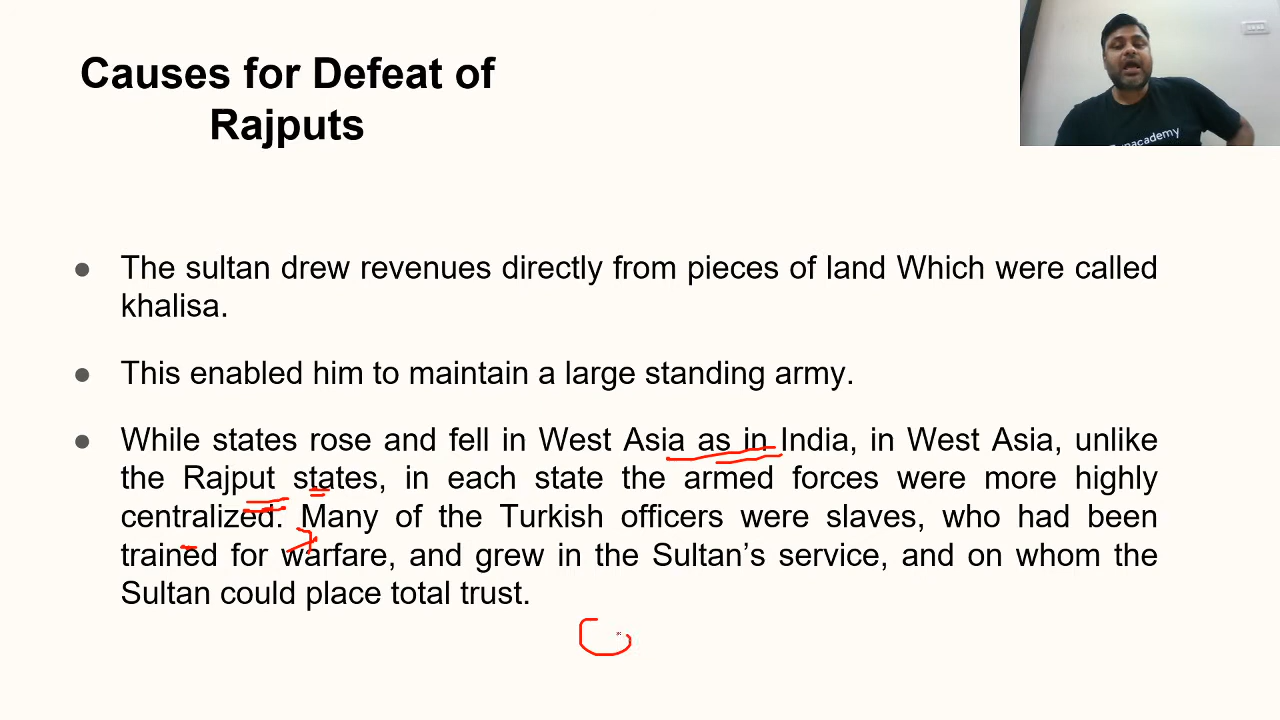 Causes for Defeat of
Rajputs
unacademy
● The sultan drew revenues directly from pieces of land Which were called
khalisa.
● This enabled him to maintain a large standing army.
● While states rose and fell in West Asia as in India, in West Asia, unlike
the Rajput states, in each state the armed forces were more highly
centralized. Many of the Turkish officers were slaves, who had been
trained for warfare, and grew in the Sultan's service, and on whom the
Sultan could place total trust.